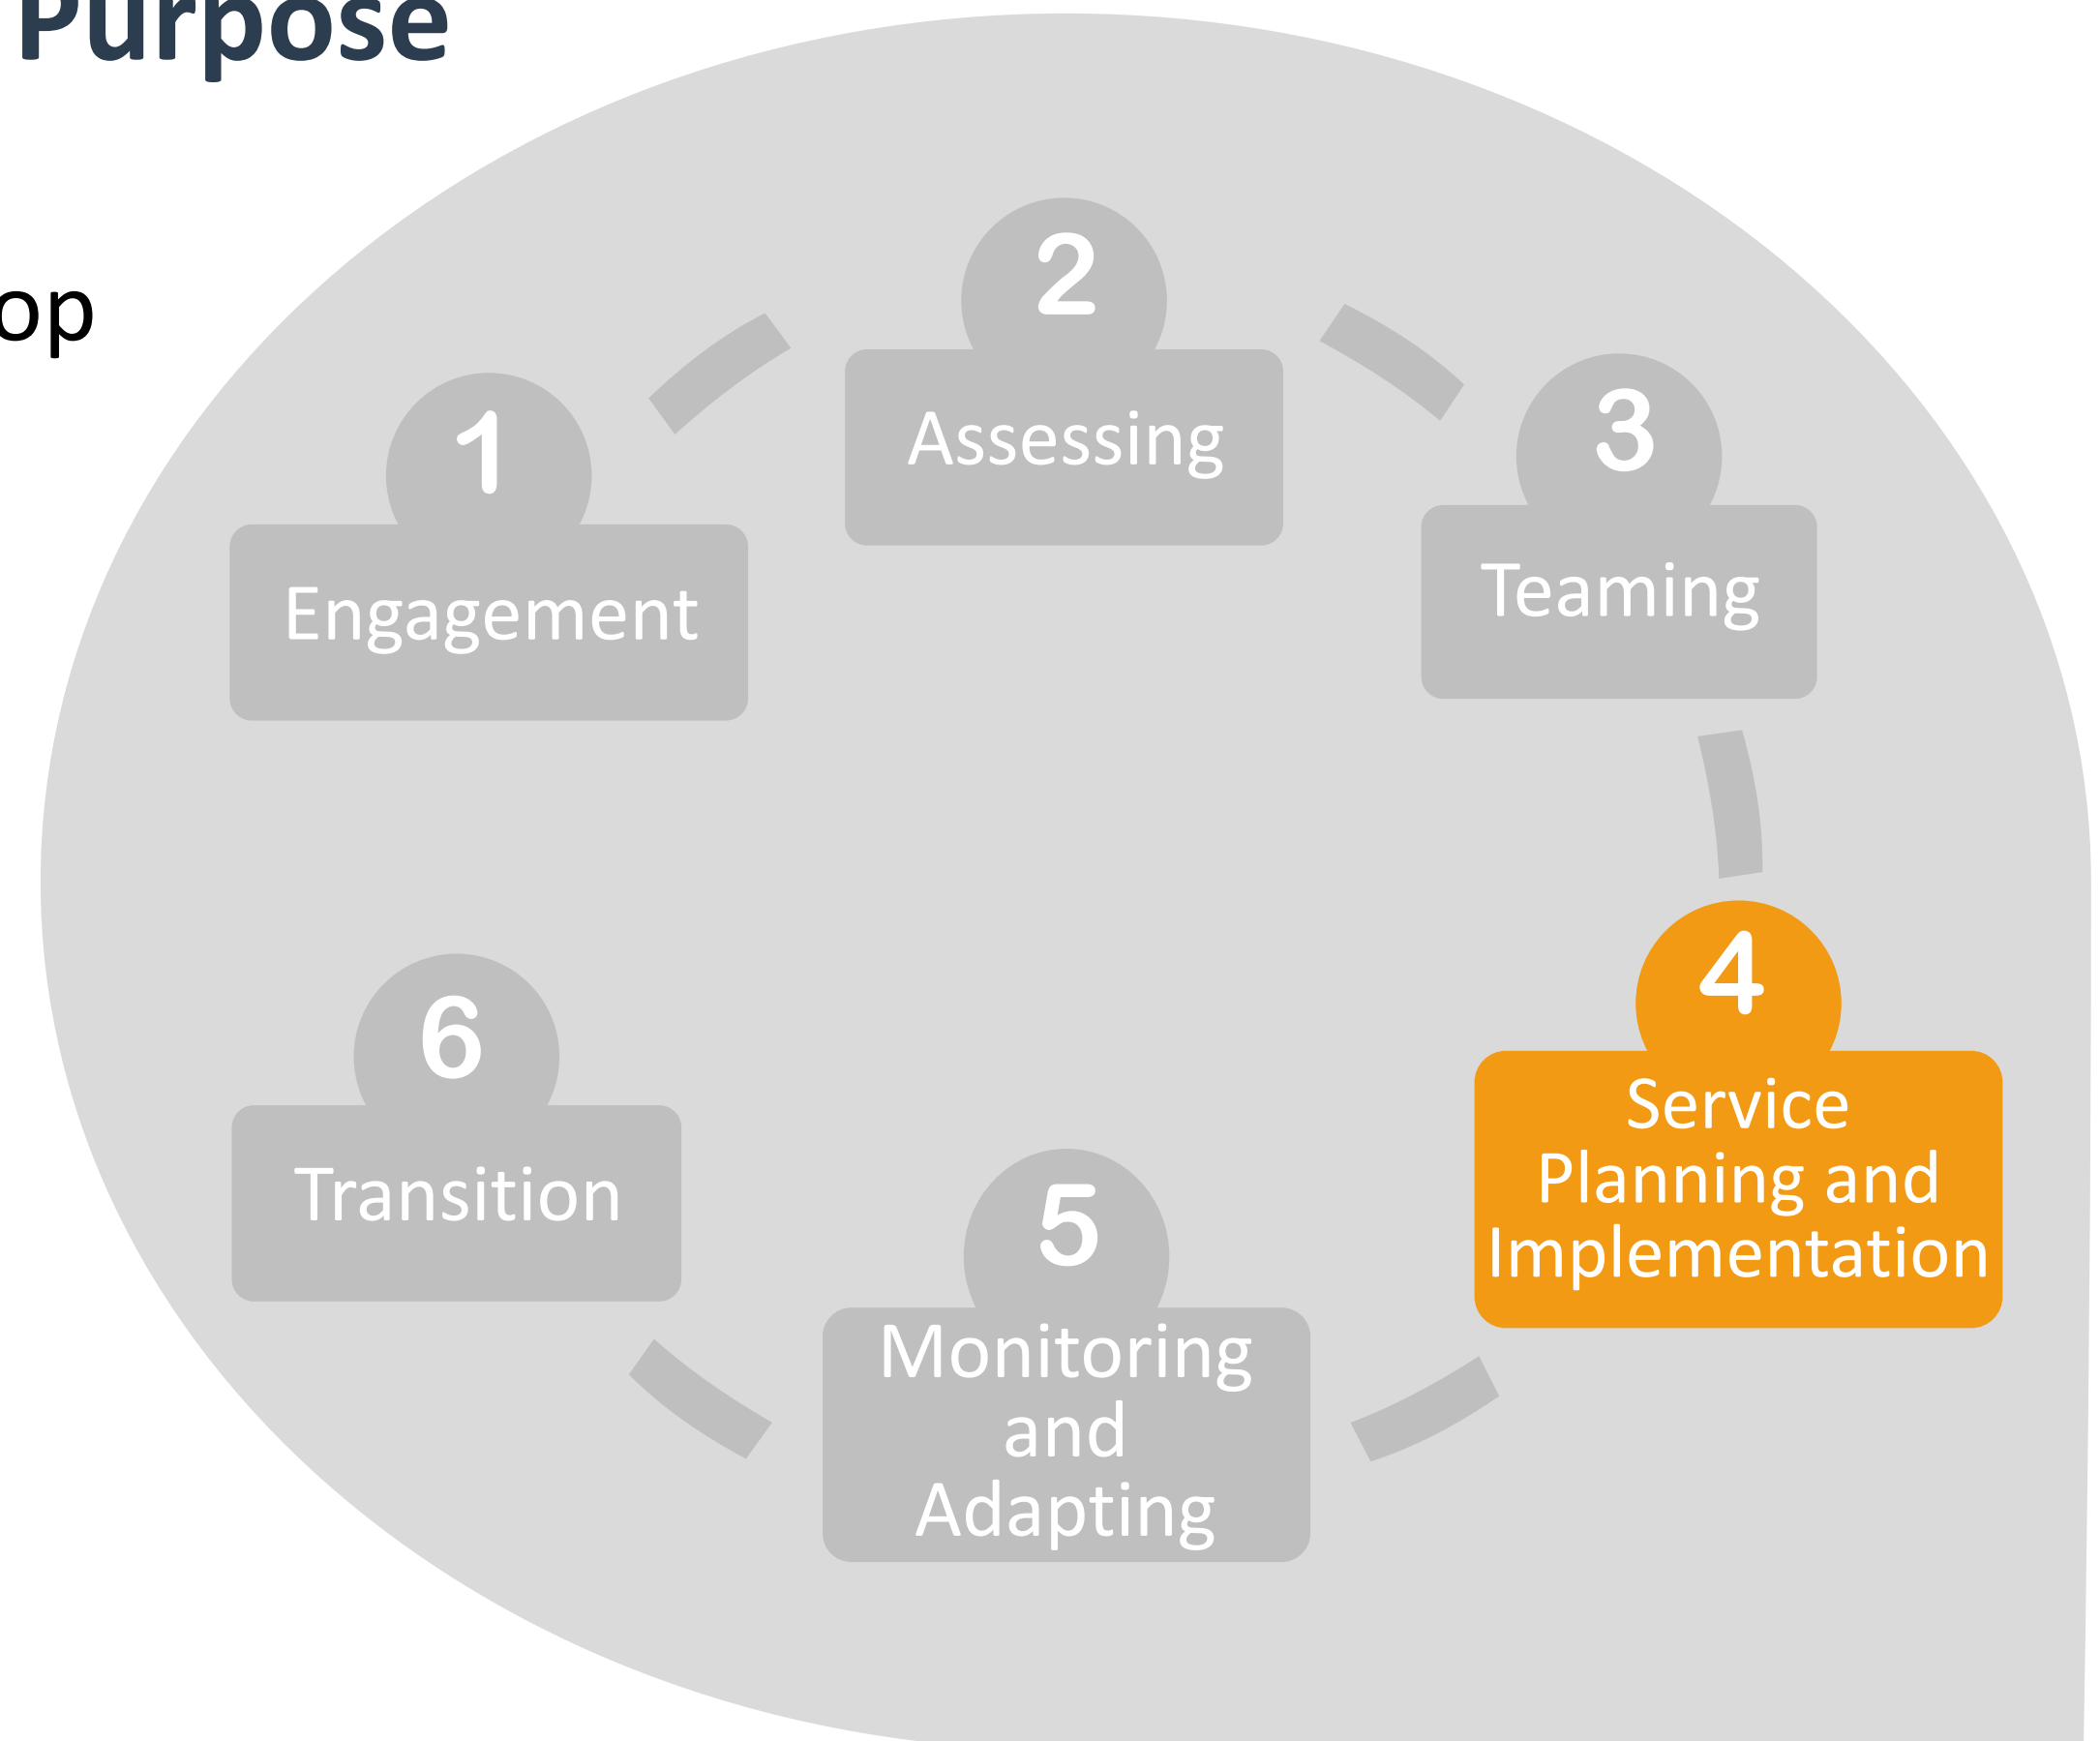 Purpose
op
1
Engagement
2
Assessing
3
Teaming
4
Service
Planning and
Implementation
5
Monitoring
and
Adapting
6
Transition